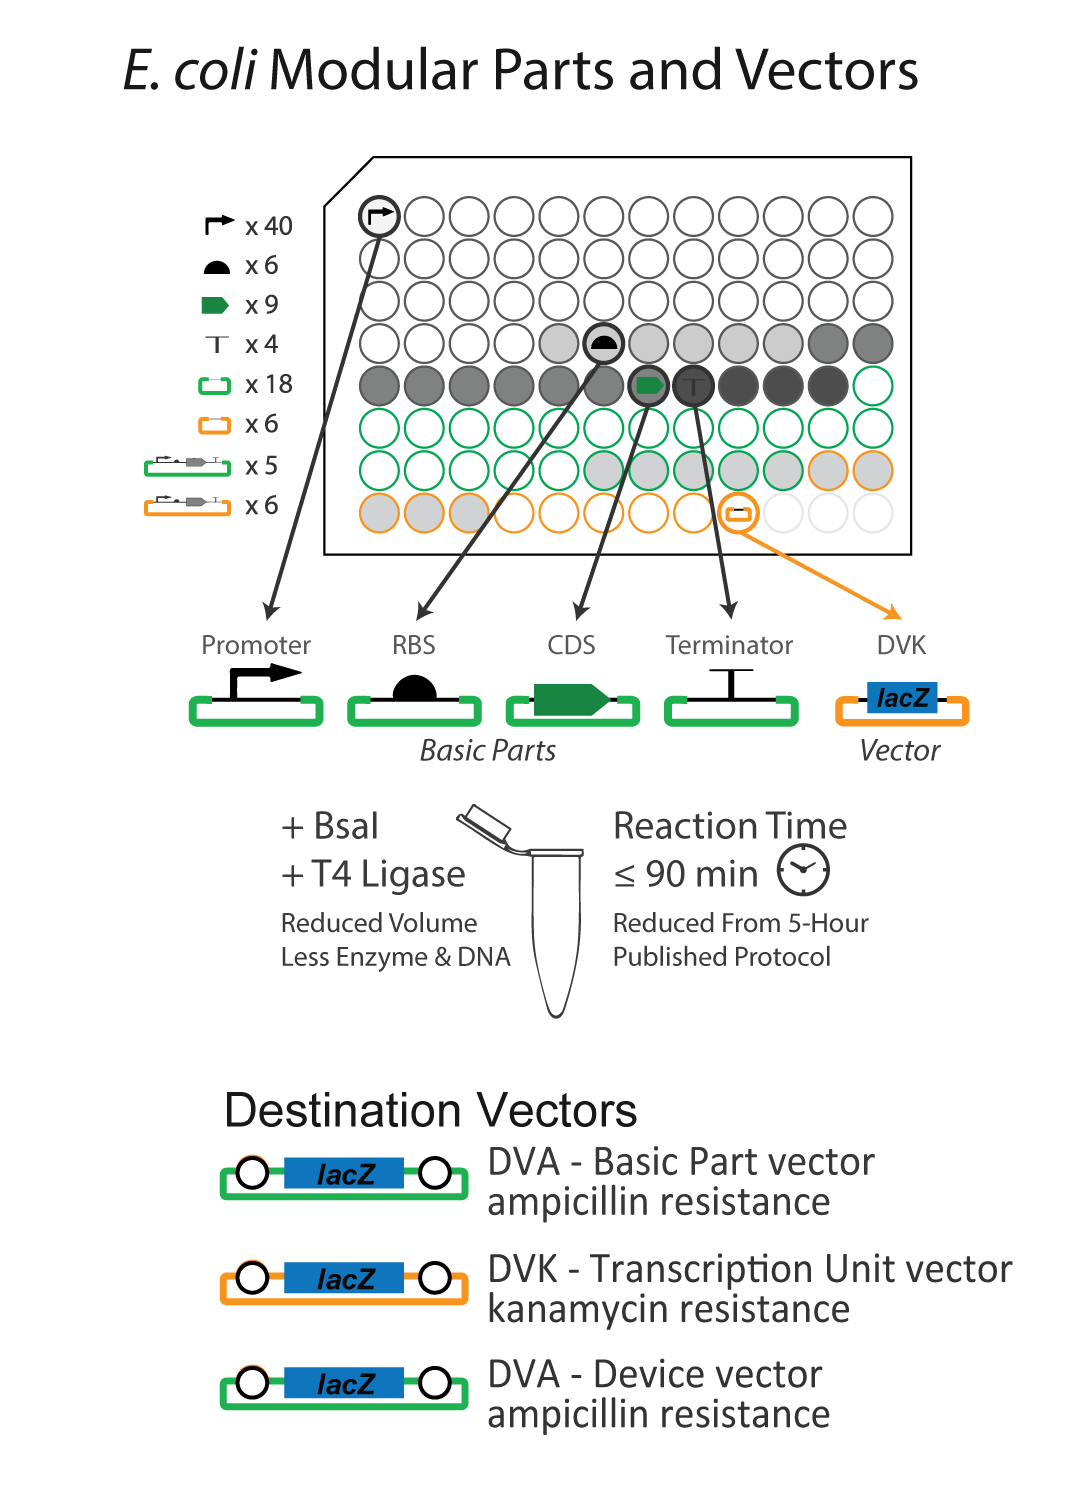 E. coli Modular Parts and Vectors
x 40
x 6
x 9
x 4
x 18
x 6
x 5
x 6
Promoter
RBS
CDS
Terminator
DVK
lacZ
Basic Parts
Vector
+ BsaI
+ T4 Ligase
Reduced Volume
Less Enzyme & DNA
Reaction Time
≤ 90 min
Reduced From 5-Hour
Published Protocol
Destination Vectors
lacZ
DVA - Basic Part vector
ampicillin resistance
lacZ
DVK - Transcription Unit vector
kanamycin resistance
lacZ
DVA - Device vector
ampicillin resistance